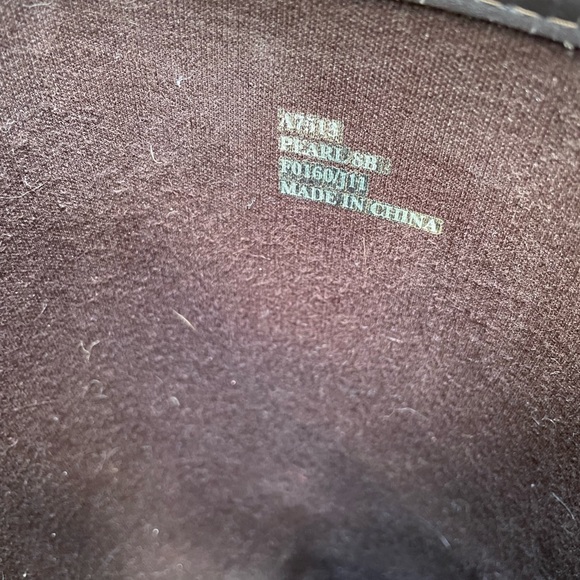 A7513
PEARL 8B
F0160/J11
MADE IN CHINA